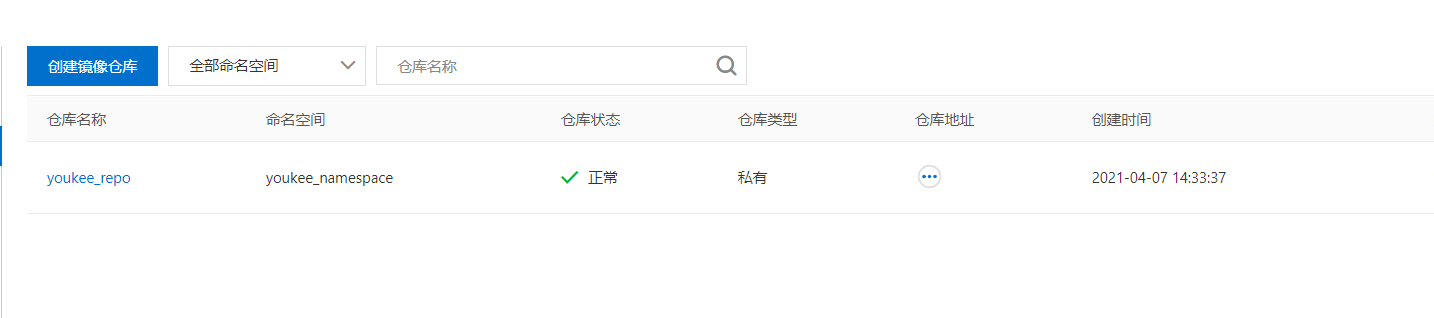 创建镜像仓库 全部命名空间 仓库名称
仓库名称 命名空间 仓库状态 仓库类型 仓库地址 创建时间
youkee_repo youkee_namespace 正常 私有 2021-04-07 14:33:37